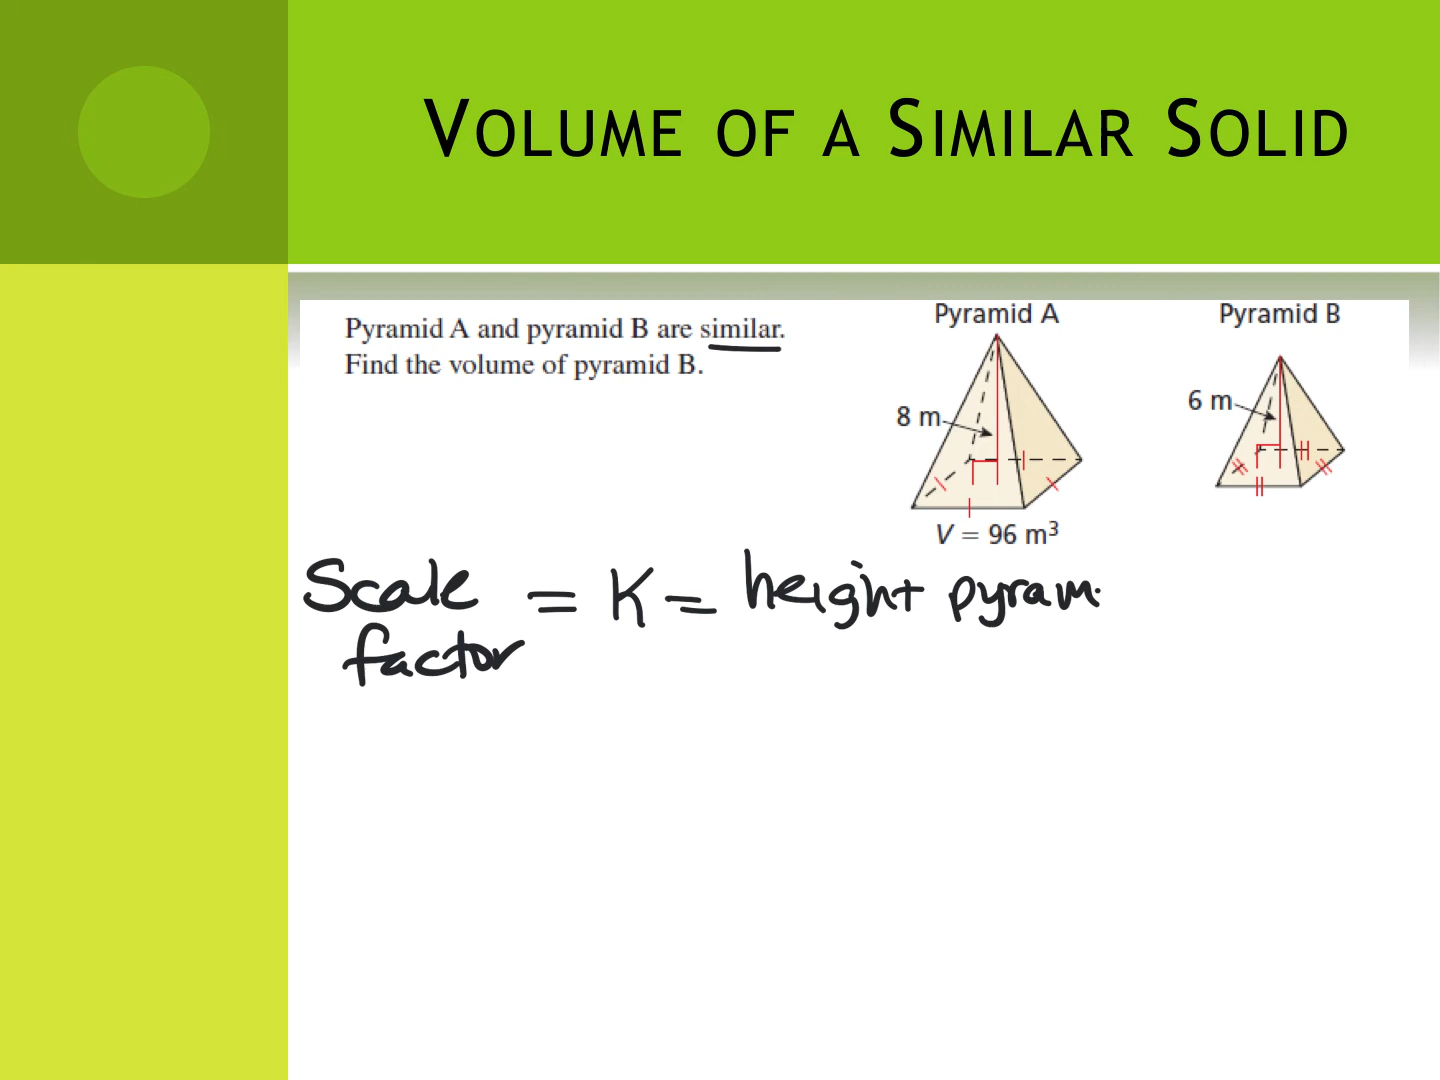 VOLUME OF A SIMILAR SOLID
Pyramid A and pyramid B are similar.
Find the volume of pyramid B.
Pyramid A
8 m
V = 96 m³
Pyramid B
6 m
Scale factor = K = height pyram